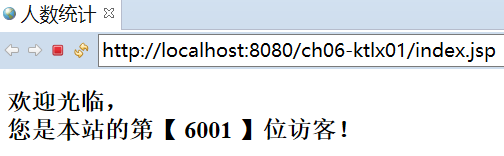 人数统计
http://localhost:8080/ch06-ktlx01/index.jsp
欢迎光临，
您是本站的第【 6001 】位访客！